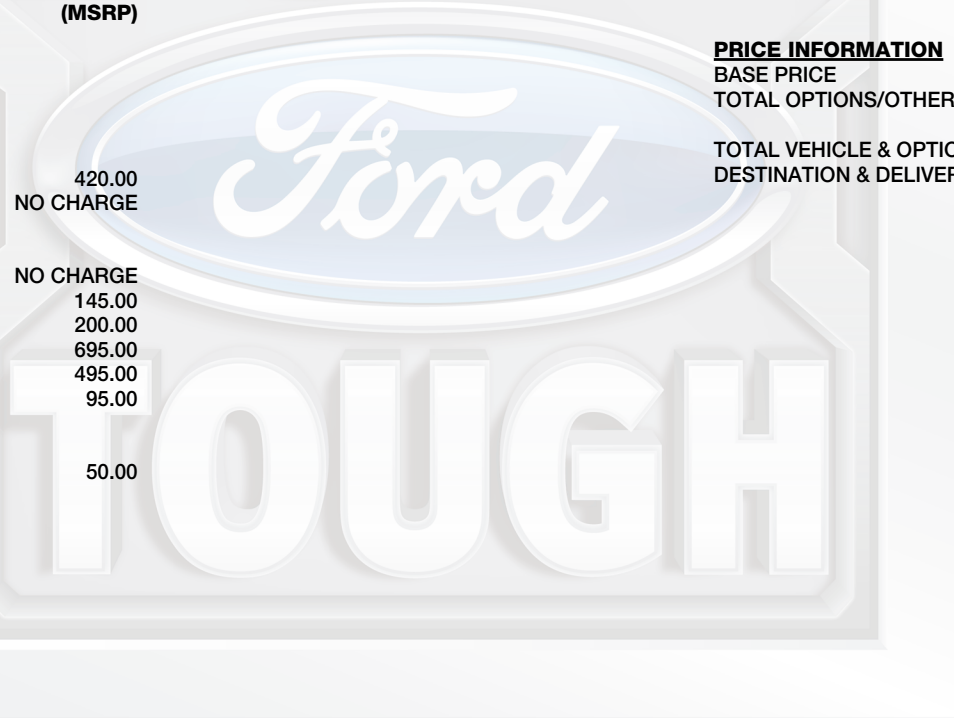 (MSRP)
420.00
NO CHARGE
NO CHARGE
145.00
200.00
695.00
495.00
95.00
50.00
PRICE INFORMATION
BASE PRICE
TOTAL OPTIONS/OTHER
TOTAL VEHICLE & OPTIO
DESTINATION & DELIVER
Ford
TOUGH